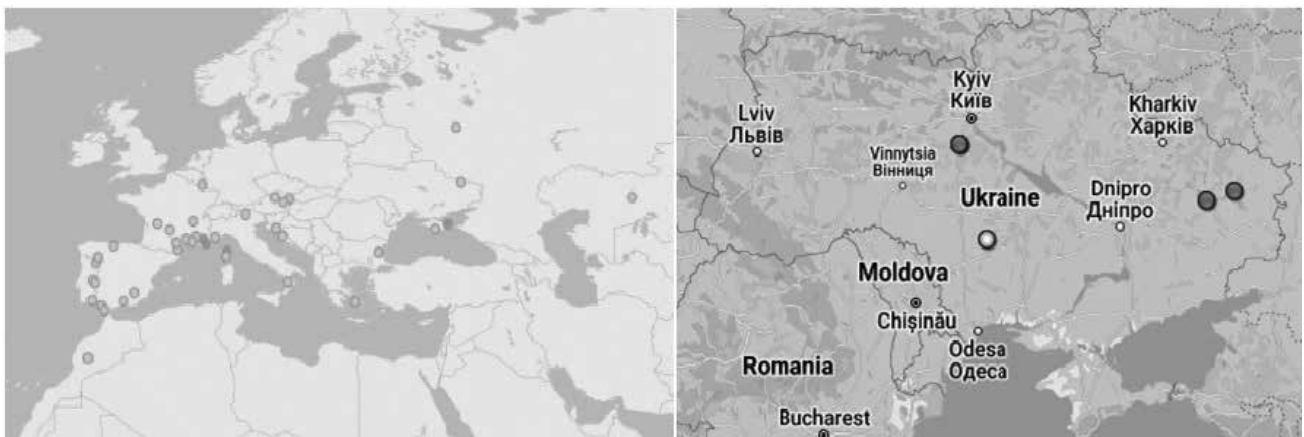 Kyiv
Київ
Lviv
Львів
Kharkiv
Харків
Vinnytsia
Вінниця
Ukraine
Dnipro
Дніпро
Moldova
Chișinău
Odesa
Одеса
Romania
Bucharest